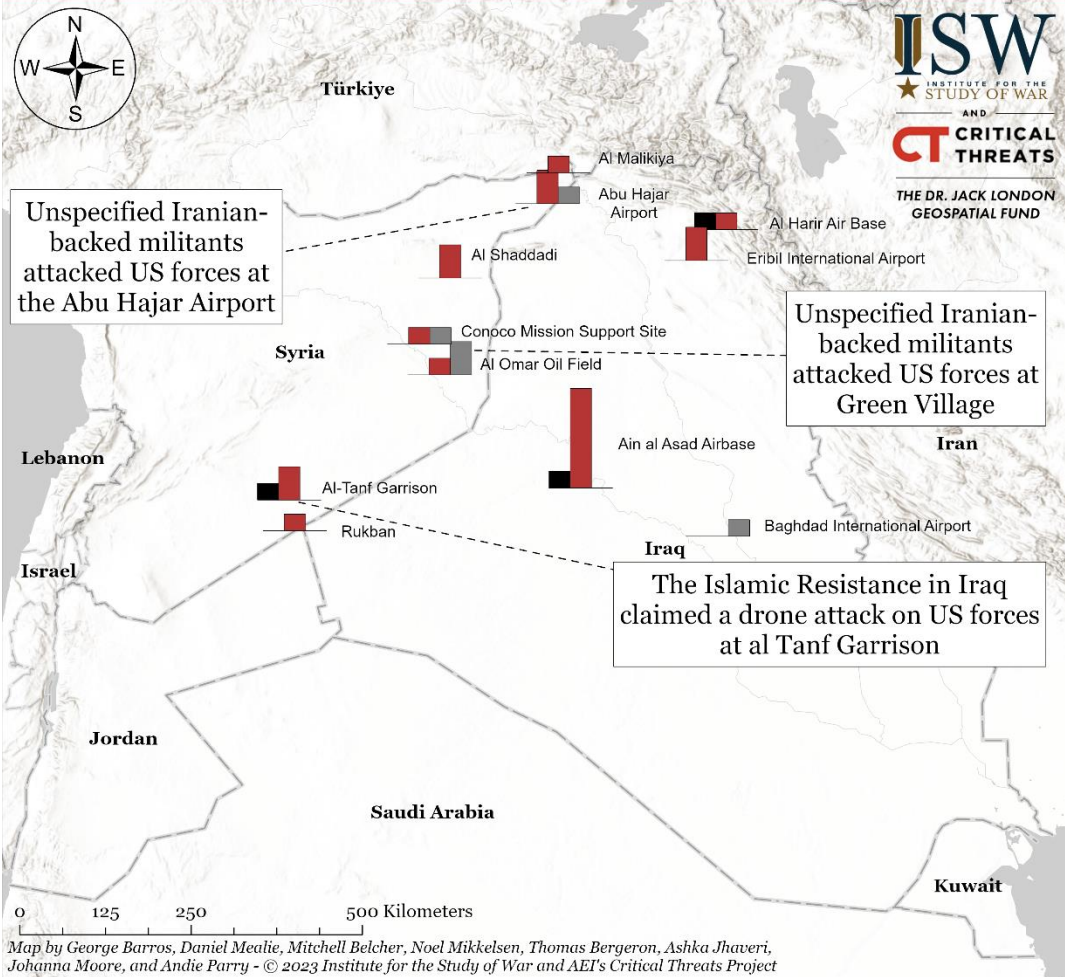 N
W
E
S
ISW
INSTITUTE FOR THE
STUDY OF WAR
AND
CT CRITICAL
THREATS
THE DR. JACK LONDON
GEOSPATIAL FUND
Türkiye
Al Malikiya
Abu Hajar
Airport
Al Harir Air Base
Eribil International Airport
Unspecified Iranian-
backed militants
attacked US forces at
the Abu Hajar Airport
Al Shaddadi
Syria
Conoco Mission Support Site
Al Omar Oil Field
Unspecified Iranian-
backed militants
attacked US forces at
Green Village
Iran
Lebanon
Ain al Asad Airbase
Al-Tanf Garrison
Rukban
Baghdad International Airport
Iraq
Israel
The Islamic Resistance in Iraq
claimed a drone attack on US forces
at al Tanf Garrison
Jordan
Saudi Arabia
Kuwait
0 125 250 500 Kilometers
Map by George Barros, Daniel Mealie, Mitchell Belcher, Noel Mikkelsen, Thomas Bergeron, Ashka Jhaveri,
Johanna Moore, and Andie Parry - © 2023 Institute for the Study of War and AEI's Critical Threats Project